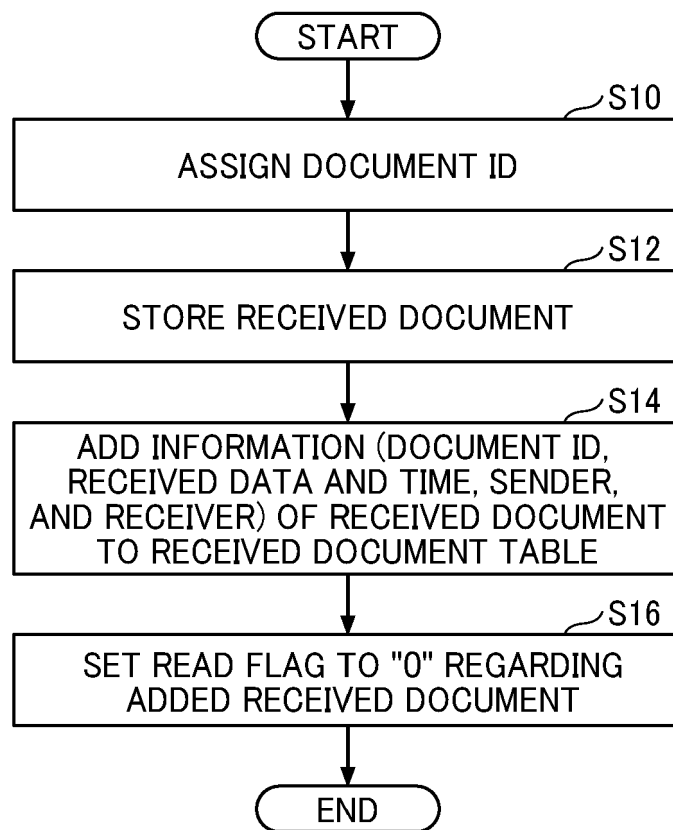 START
S10
ASSIGN DOCUMENT ID
S12
STORE RECEIVED DOCUMENT
S14
ADD INFORMATION (DOCUMENT ID,
RECEIVED DATA AND TIME, SENDER,
AND RECEIVER) OF RECEIVED DOCUMENT
TO RECEIVED DOCUMENT TABLE
S16
SET READ FLAG TO "0" REGARDING
ADDED RECEIVED DOCUMENT
END